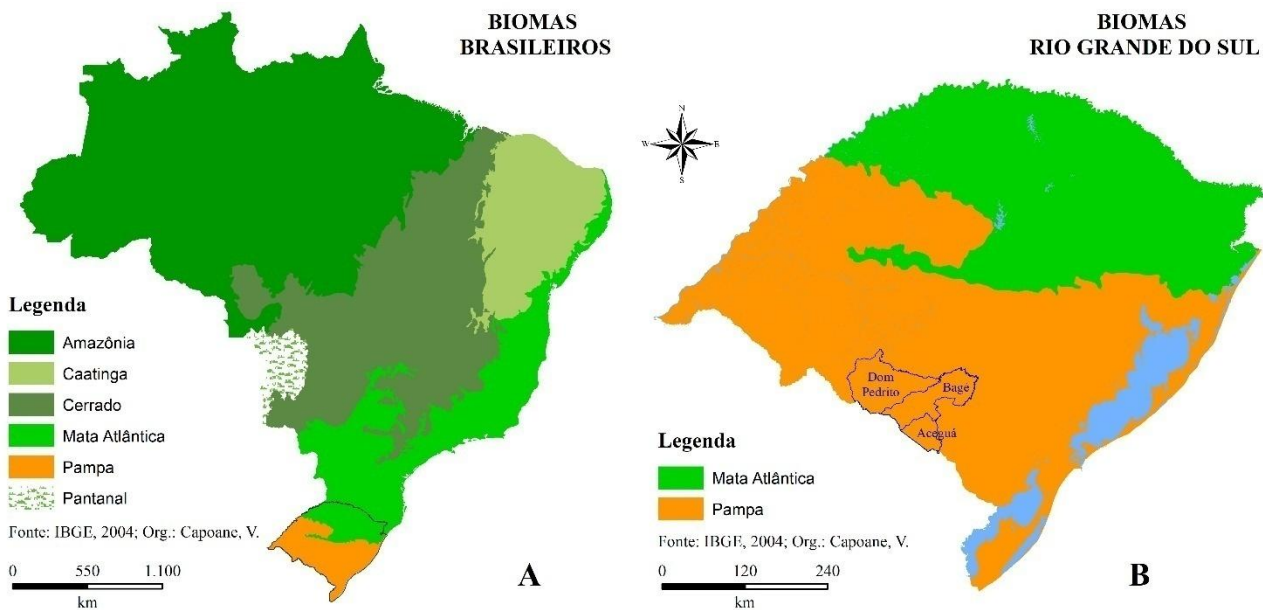 BIOMAS
BRASILEIROS
Legenda
Amazônia
Caatinga
Cerrado
Mata Atlântica
Pampa
Pantanal
Fonte: IBGE, 2004; Org.: Capoane, V.
0 550 1.100
km
A
N
W E
S
BIOMAS
RIO GRANDE DO SUL
Dom
Pedrito
Bage
Aceguá
Legenda
Mata Atlântica
Pampa
Fonte: IBGE, 2004; Org.: Capoane, V.
0 120 240
km
B